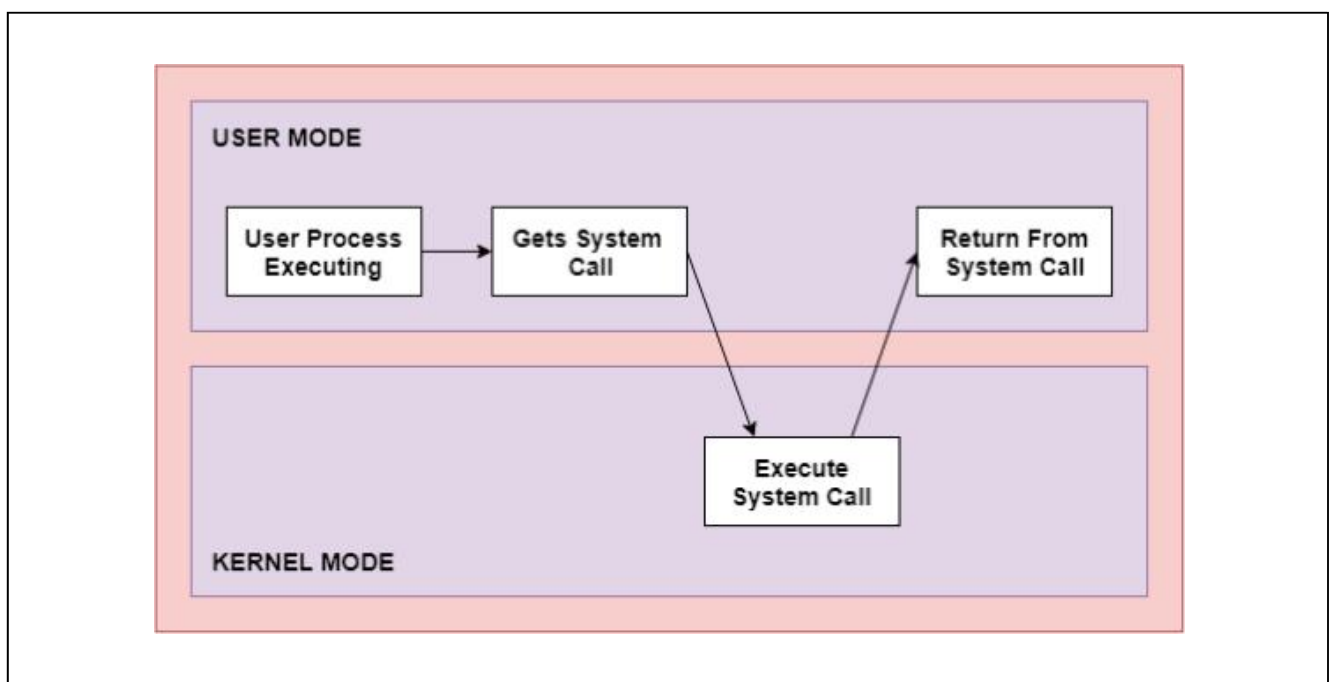 USER MODE
User Process
Executing
Gets System
Call
Return From
System Call
Execute
System Call
KERNEL MODE